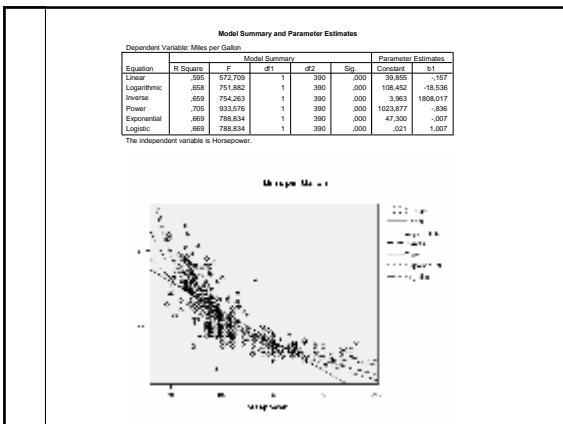 Model Summary and Parameter Estimates
Dependent Variable: Miles per Gallon
Model Summary Parameter Estimates
Equation R Square F df1 df2 Sig. Constant b1
Linear ,595 572,709 1 390 ,000 39,855 -,157
Logarithmic ,658 751,882 1 390 ,000 108,452 -18,536
Inverse ,659 754,263 1 390 ,000 3,963 1808,017
Power ,705 933,576 1 390 ,000 1023,877 -,836
Exponential ,669 788,834 1 390 ,000 47,300 -,007
Logistic ,669 788,834 1 390 ,000 ,021 1,007
The independent variable is Horsepower.